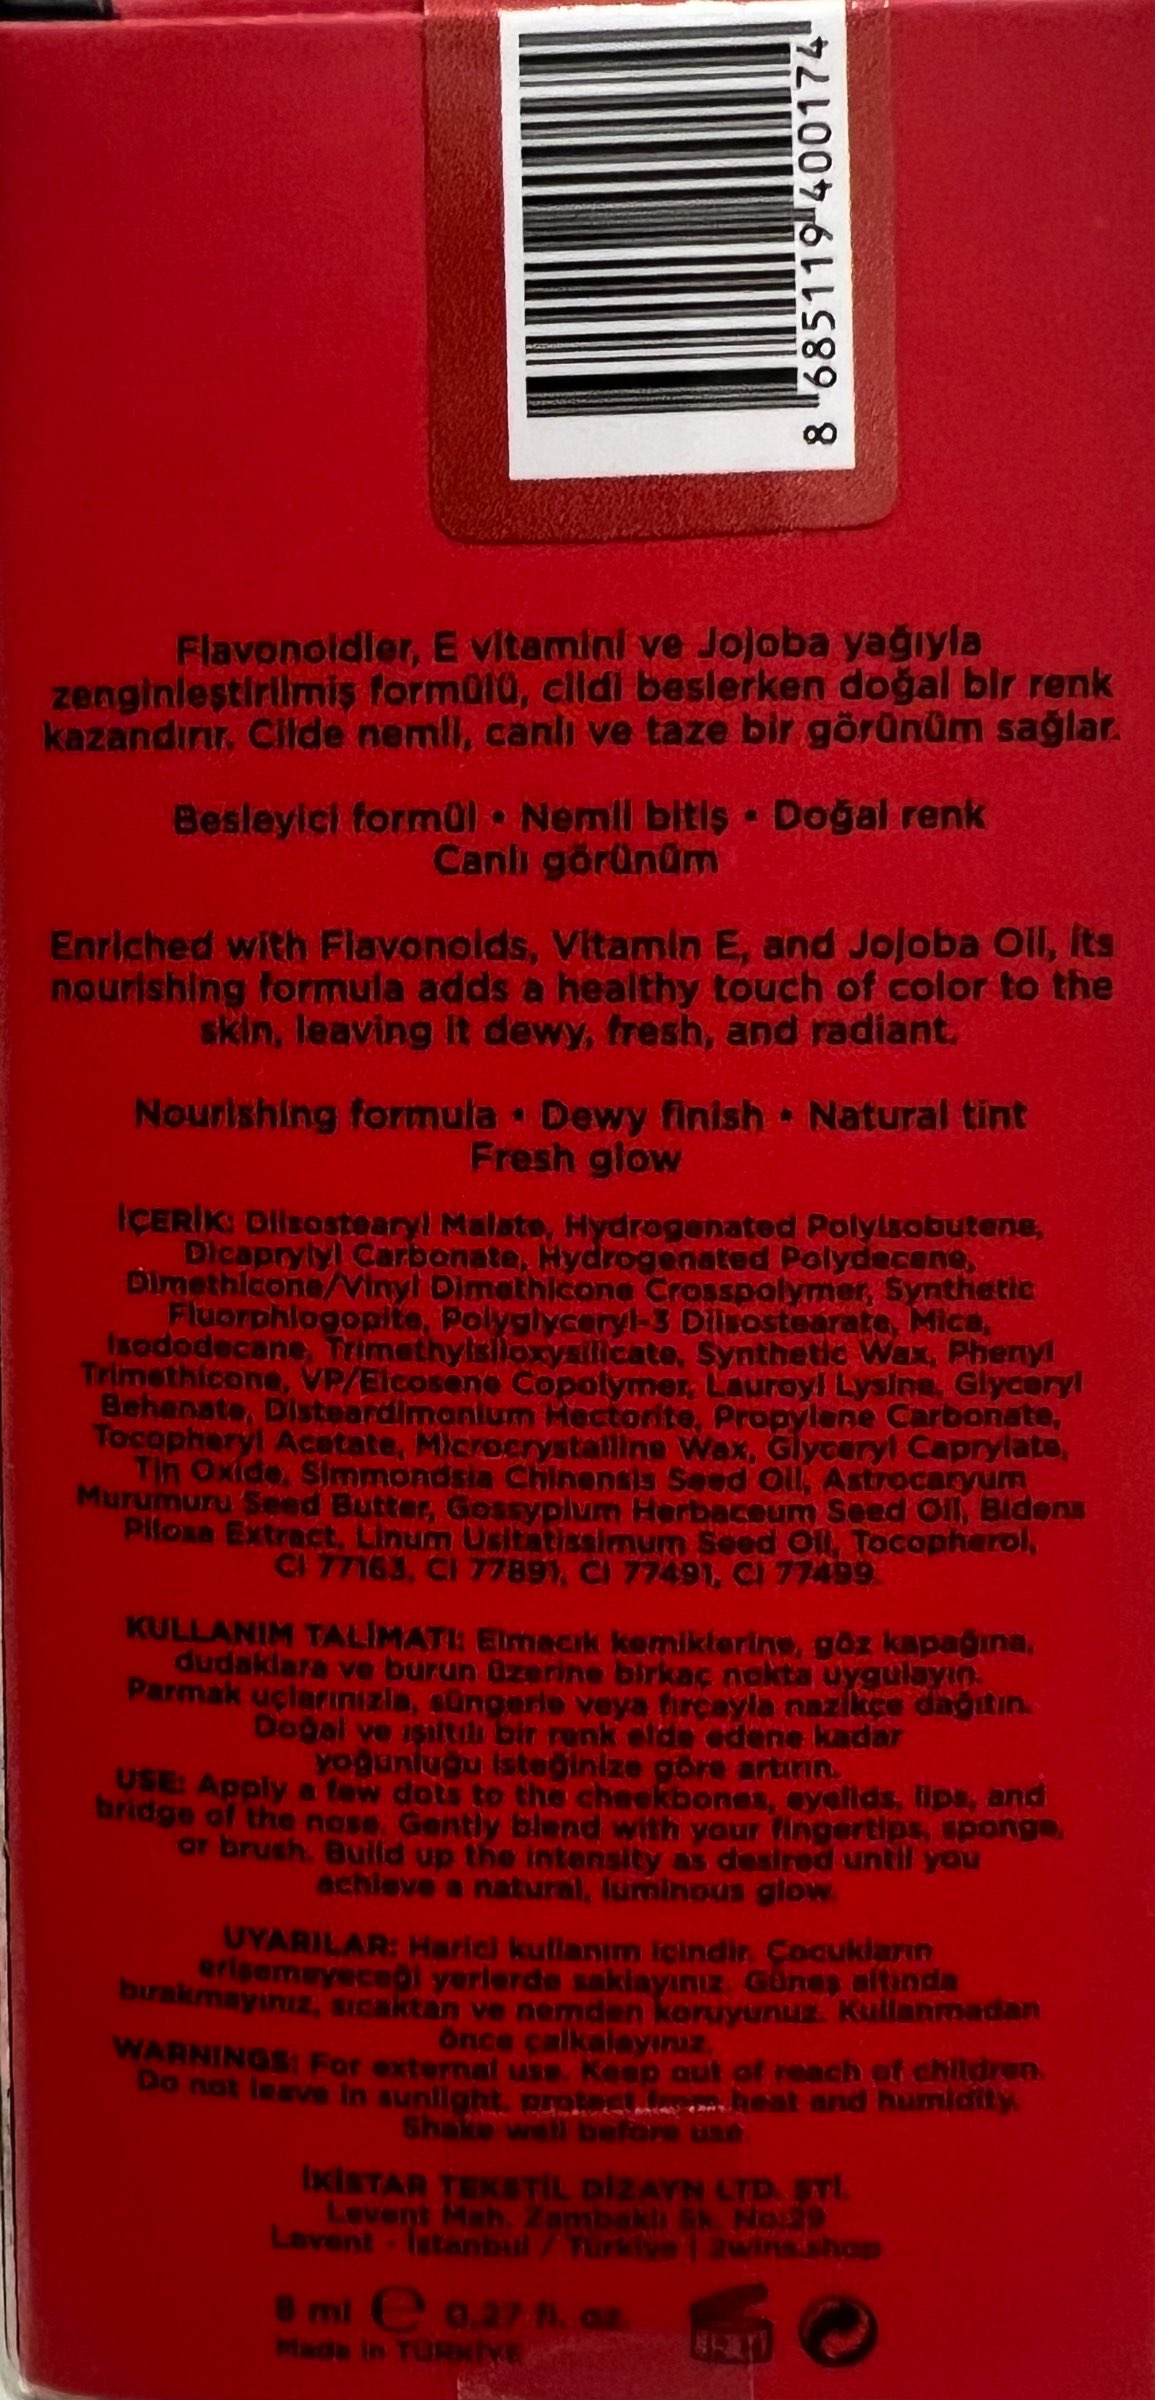 8 685119 400174
Flavonoidler, E vitamini ve Jojoba yağıyla
zenginleştirilmiş formülü, cildi beslerken doğal bir renk
kazandırır. Cilde nemli, canlı ve taze bir görünüm sağlar.
Besleyici formül • Nemli bitiş • Doğal renk
Canlı görünüm
Enriched with Flavonoids, Vitamin E, and Jojoba Oil, its
nourishing formula adds a healthy touch of color to the
skin, leaving it dewy, fresh, and radiant.
Nourishing formula • Dewy finish • Natural tint
Fresh glow
İÇERİK: Diisostearyl Malate, Hydrogenated Polyisobutene,
Dicaprylyl Carbonate, Hydrogenated Polydecene,
Dimethicone/Vinyl Dimethicone Crosspolymer, Synthetic
Fluorphlogopite, Polyglyceryl-3 Diisostearate, Mica,
Isododecane, Trimethylsiloxysilicate, Synthetic Wax, Phenyl
Trimethicone, VP/Eicosene Copolymer, Lauroyl Lysine, Glyceryl
Behenate, Disteardimonium Hectorite, Propylene Carbonate,
Tocopheryl Acetate, Microcrystalline Wax, Glyceryl Caprylate,
Tin Oxide, Simmondsia Chinensis Seed Oil, Astrocaryum
Murumuru Seed Butter, Gossypium Herbaceum Seed Oil, Bidens
Pilosa Extract, Linum Usitatissimum Seed Oil, Tocopherol,
CI 77163, CI 77891, CI 77491, CI 77499.
KULLANIM TALİMATI: Elmacık kemiklerine, göz kapağına,
dudaklara ve burun üzerine birkaç nokta uygulayın.
Parmak uçlarınızla, süngerle veya fırçayla nazikçe dağıtın.
Doğal ve ışıltılı bir renk elde edene kadar
yoğunluğu isteğinize göre artırın.
USE: Apply a few dots to the cheekbones, eyelids, lips, and
bridge of the nose. Gently blend with your fingertips, sponge,
or brush. Build up the intensity as desired until you
achieve a natural, luminous glow.
UYARILAR: Harici kullanım içindir. Çocukların
erişemeyeceği yerlerde saklayınız. Güneş altında
bırakmayınız, sıcaktan ve nemden koruyunuz. Kullanmadan
önce çalkalayınız.
WARNINGS: For external use. Keep out of reach of children.
Do not leave in sunlight, protect from heat and humidity.
Shake well before use.
İKİSTAR TEKSTİL DİZAYN LTD. ŞTİ.
Levent Mah. Zambaklı Sk. No:29
Levent - İstanbul / Türkiye | 2wins.shop
8 ml e 0.27 fl. oz.
Made in TÜRKİYE